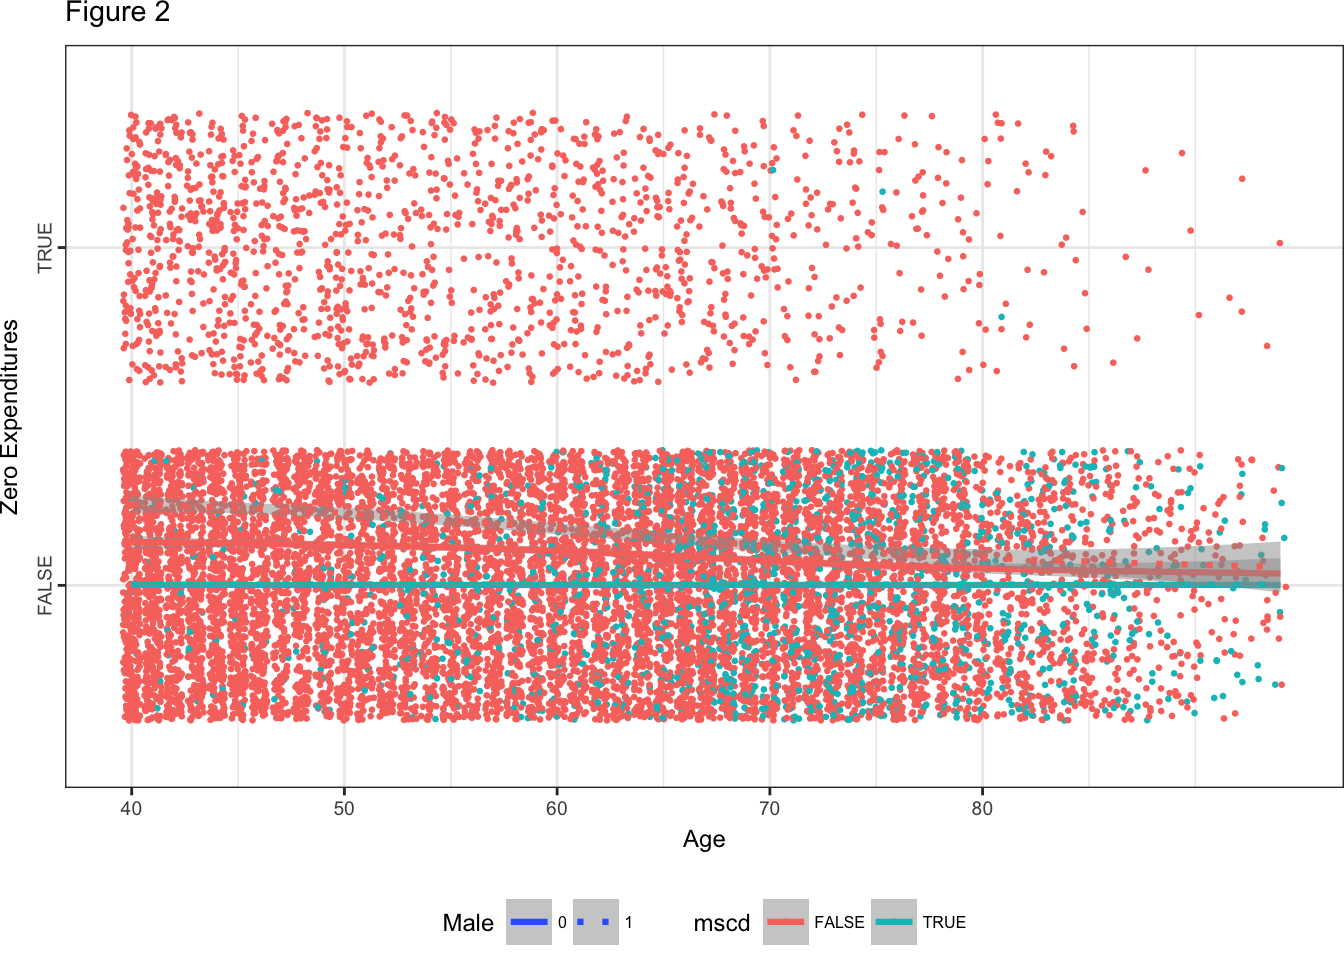 Figure 2
Zero Expenditures
TRUE
FALSE
40 50 60 70 80
Age
Male 0 1 mscd FALSE TRUE